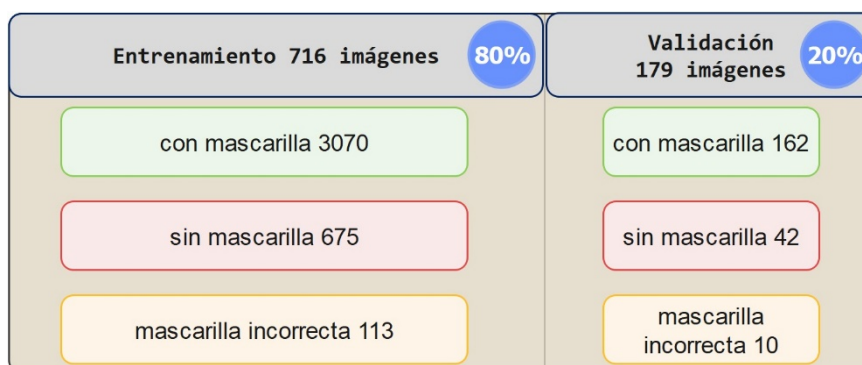 Entrenamiento 716 imágenes
80%
Validación
179 imágenes
20%
con mascarilla 3070
con mascarilla 162
sin mascarilla 675
sin mascarilla 42
mascarilla incorrecta 113
mascarilla
incorrecta 10